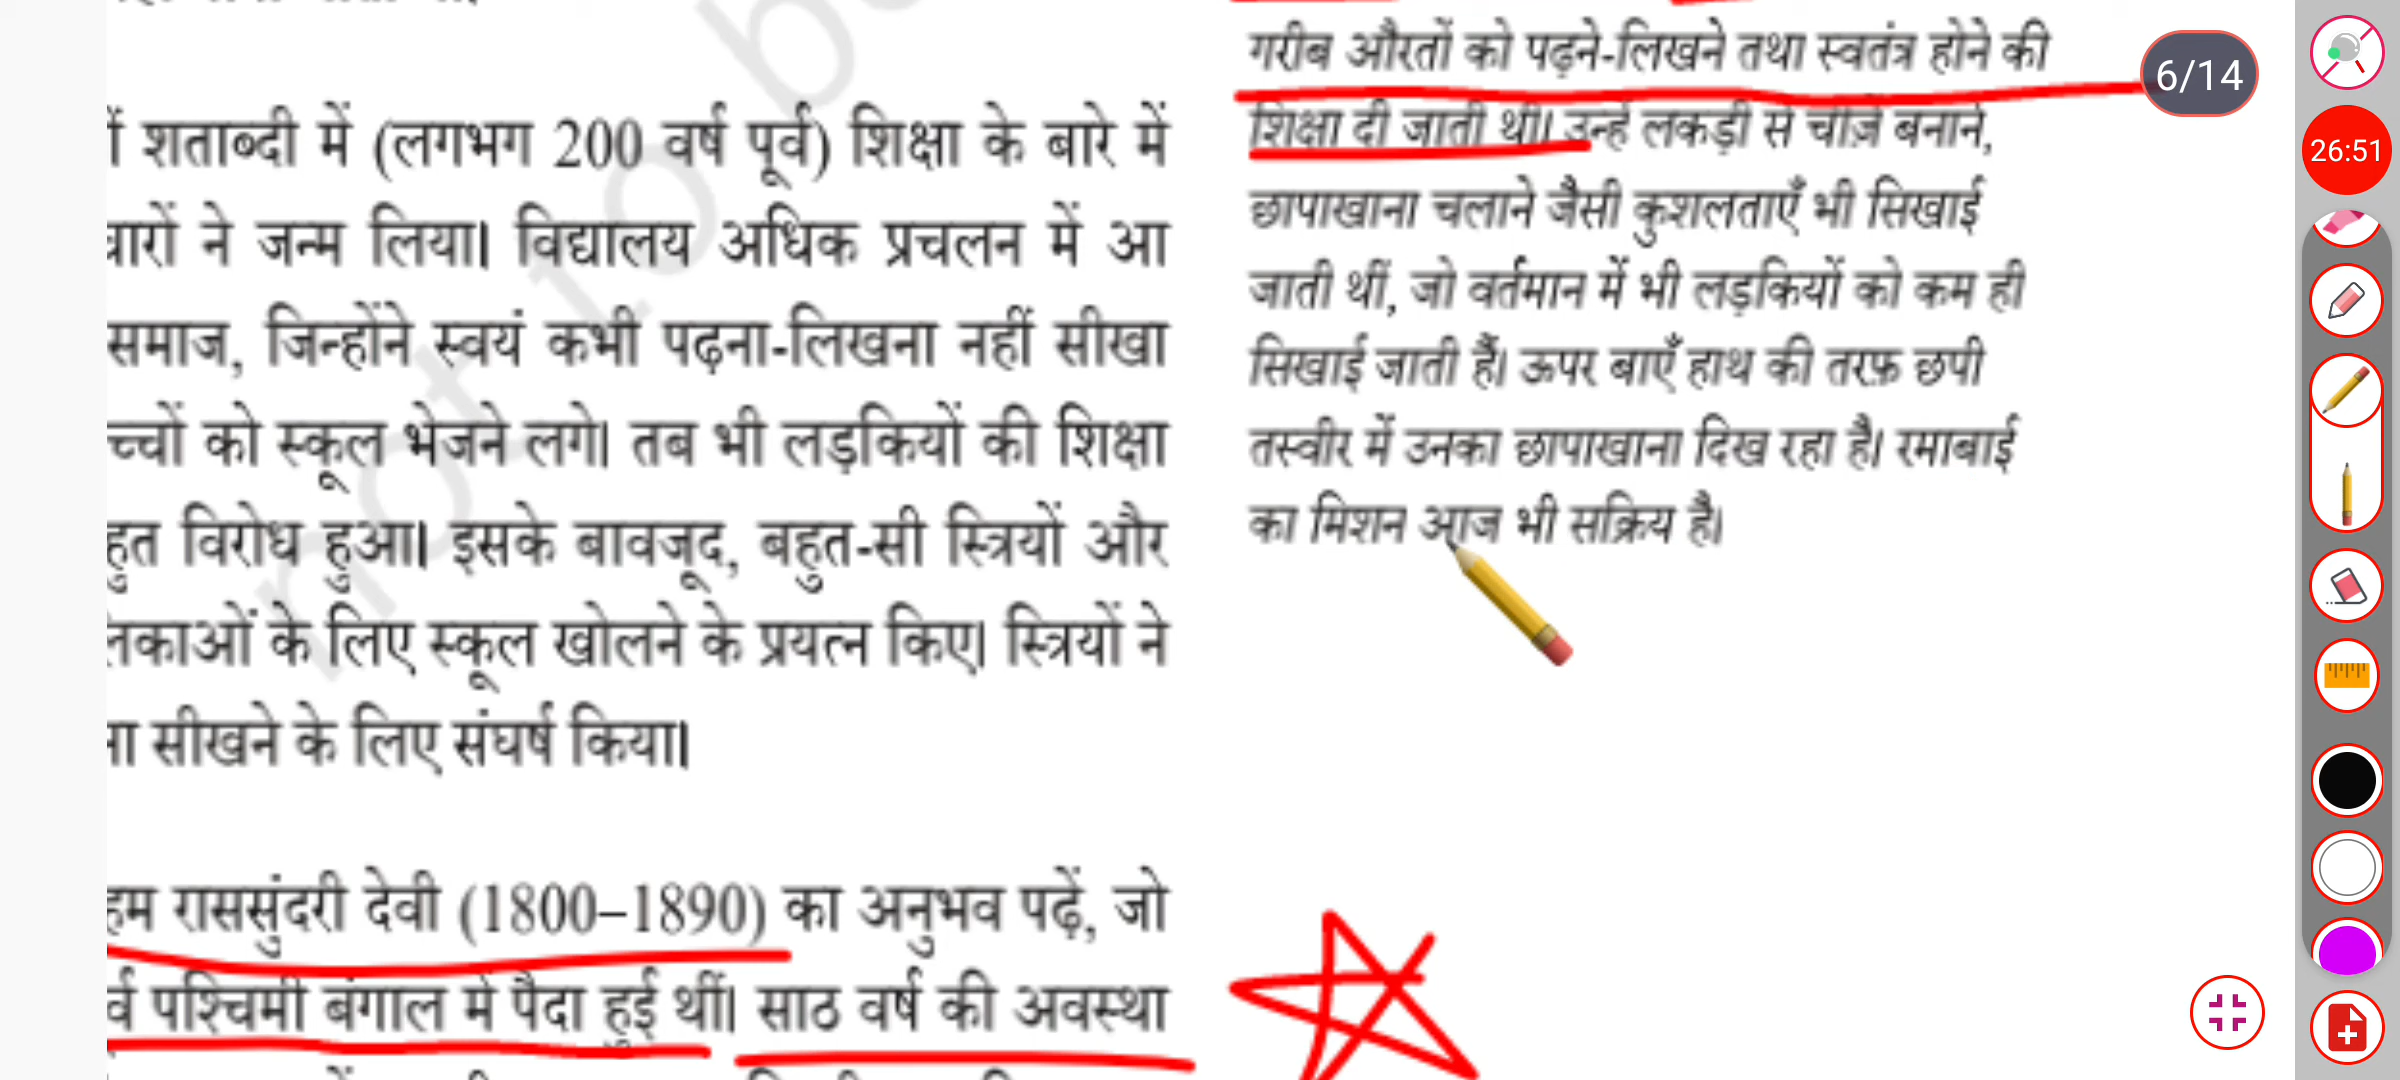 शताब्दी में (लगभग 200 वर्ष पूर्व) शिक्षा के बारे में
ने जन्म लिया। विद्यालय अधिक प्रचलन में आ
समाज, जिन्होंने स्वयं कभी पढ़ना-लिखना नहीं सीखा
च्चों को स्कूल भेजने लगे। तब भी लड़कियों की शिक्षा
हुत विरोध हुआ। इसके बावजूद, बहुत-सी स्त्रियों और
काओं के लिए स्कूल खोलने के प्रयत्न किए। स्त्रियों ने
ना सीखने के लिए संघर्ष किया।
हम राससुंदरी देवी (1800–1890) का अनुभव पढ़ें, जो
र्व पश्चिमी बंगाल में पैदा हुई थीं। साठ वर्ष की अवस्था
गरीब औरतों को पढ़ने-लिखने तथा स्वतंत्र होने की
शिक्षा दी जाती थी। उन्हें लकड़ी से चीज़ें बनाने,
छापाखाना चलाने जैसी कुशलताएँ भी सिखाई
जाती थीं, जो वर्तमान में भी लड़कियों को कम ही
सिखाई जाती हैं। ऊपर बाएँ हाथ की तरफ़ छपी
तस्वीर में उनका छापाखाना दिख रहा है। रमाबाई
का मिशन आज भी सक्रिय है।
not to b
6/14
26:51